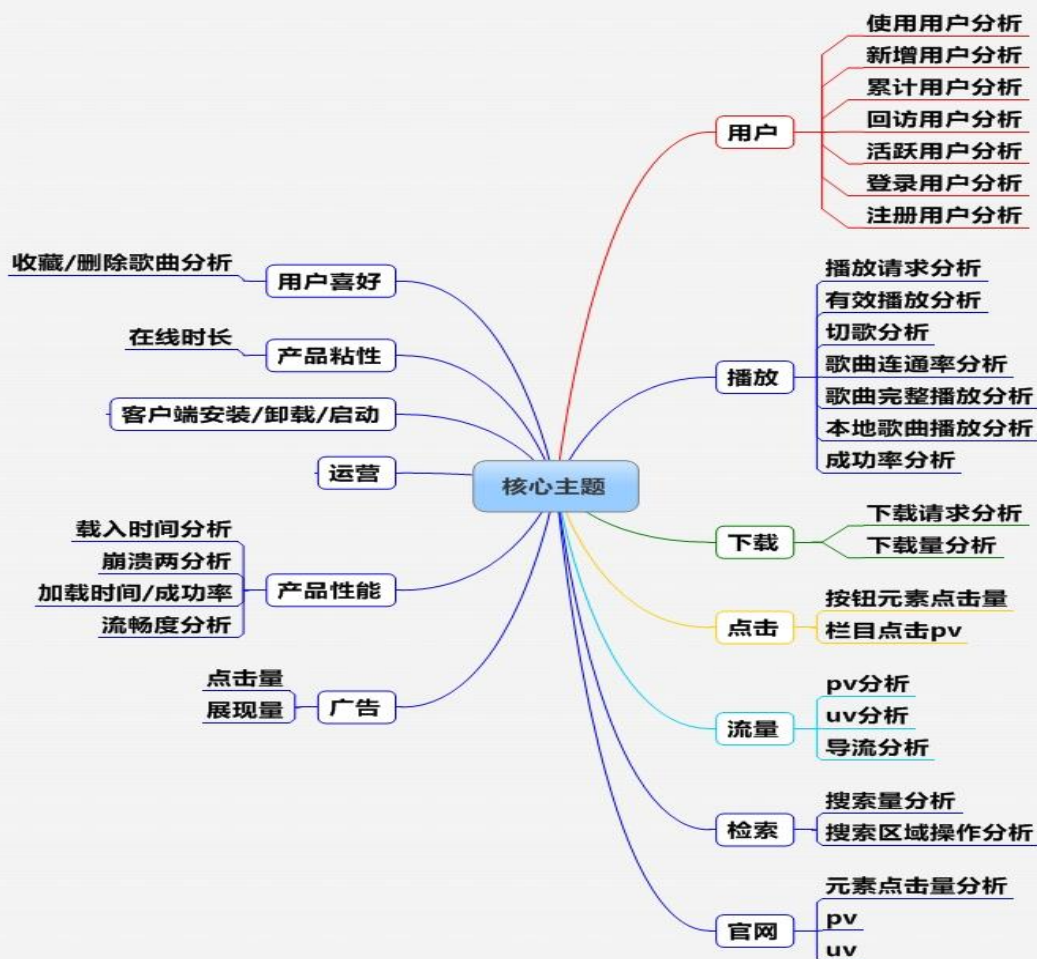 核心主题
用户
使用用户分析
新增用户分析
累计用户分析
回访用户分析
活跃用户分析
登录用户分析
注册用户分析
播放
播放请求分析
有效播放分析
切歌分析
歌曲连通率分析
歌曲完整播放分析
本地歌曲播放分析
成功率分析
下载
下载请求分析
下载量分析
点击
按钮元素点击量
栏目点击pv
流量
pv分析
uv分析
导流分析
检索
搜索量分析
搜索区域操作分析
官网
元素点击量分析
pv
uv
用户喜好
收藏/删除歌曲分析
产品粘性
在线时长
客户端安装/卸载/启动
运营
产品性能
载入时间分析
崩溃两分析
加载时间/成功率
流畅度分析
广告
点击量
展现量